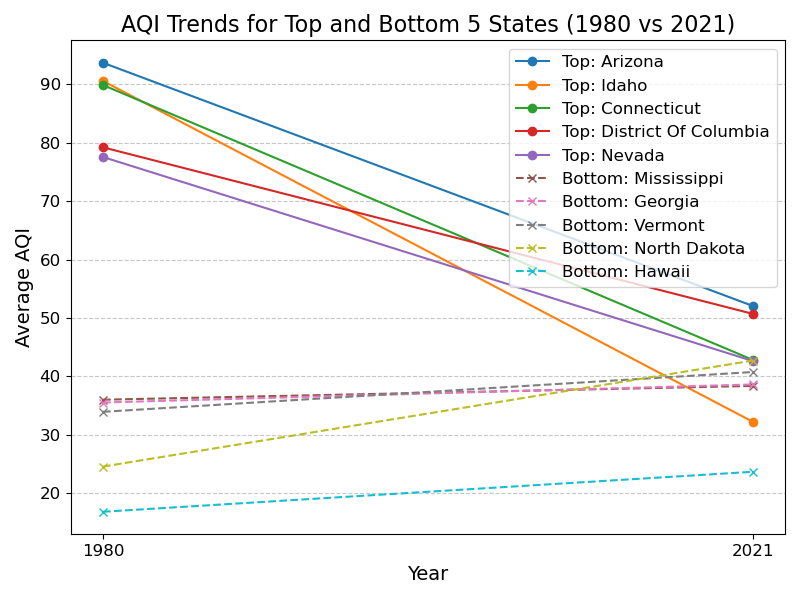 AQI Trends for Top and Bottom 5 States (1980 vs 2021)
Top: Arizona
Top: Idaho
Top: Connecticut
Top: District Of Columbia
Top: Nevada
Bottom: Mississippi
Bottom: Georgia
Bottom: Vermont
Bottom: North Dakota
Bottom: Hawaii
Average AQI
90
80
70
60
50
40
30
20
1980
2021
Year